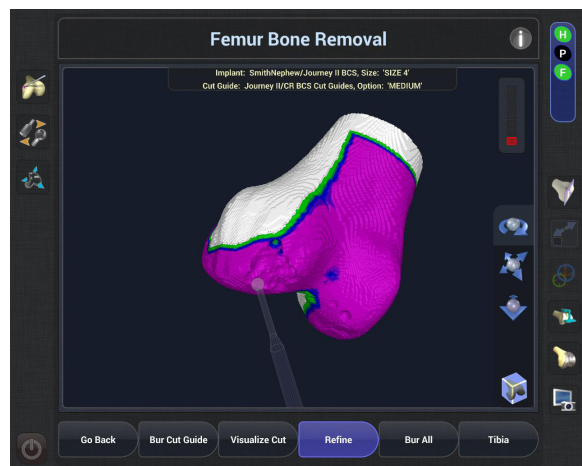 Femur Bone Removal
i
H
P
F
Implant: SmithNephew/Journey II BCS, Size: 'SIZE 4'
Cut Guide: Journey II/CR BCS Cut Guides, Option: 'MEDIUM'
Go Back
Bur Cut Guide
Visualize Cut
Refine
Bur All
Tibia